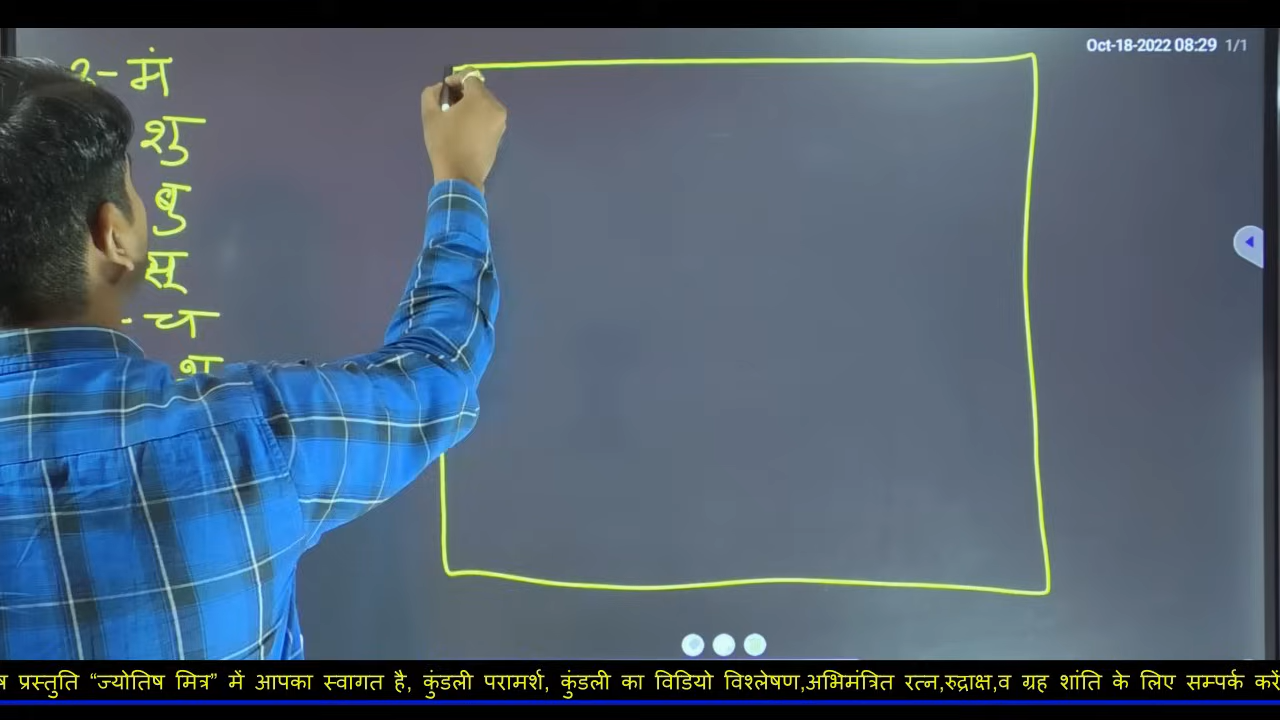 Oct-18-2022 08:29 1/1
- मं
शु
बु
सू
- च
प्रस्तुति “ज्योतिष मित्र” में आपका स्वागत है, कुंडली परामर्श, कुंडली का विडियो विश्लेषण,अभिमंत्रित रत्न,रुद्राक्ष,व ग्रह शांति के लिए सम्पर्क करें